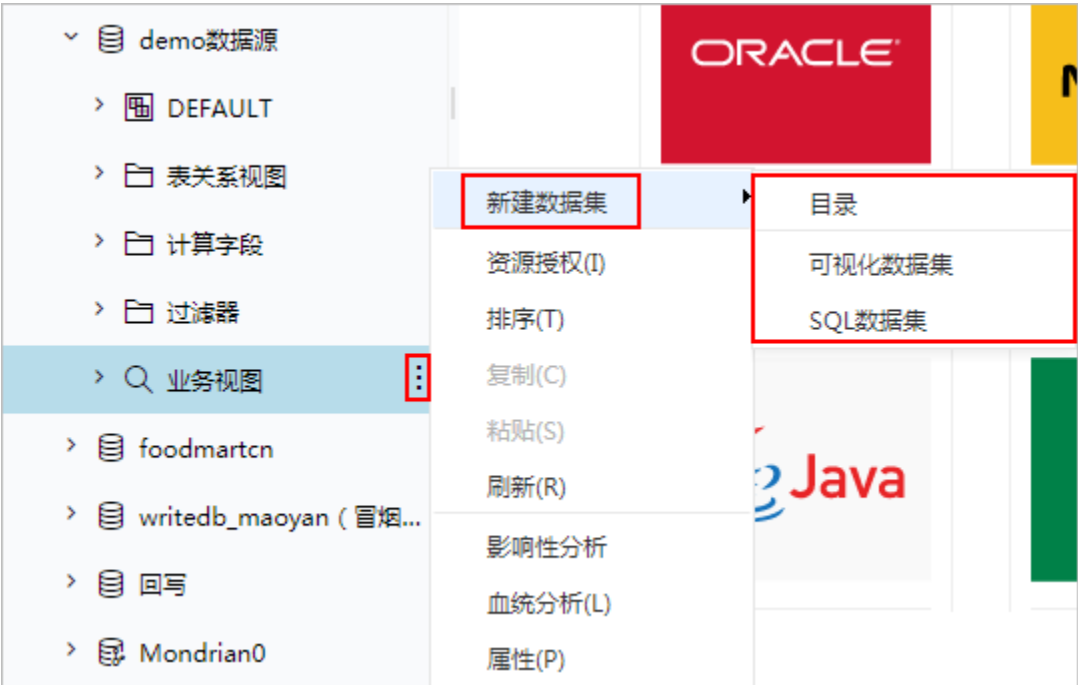 demo数据源
DEFAULT
表关系视图
计算字段
过滤器
业务视图
foodmartcn
writedb_maoyan（冒烟...
回写
Mondrian0
ORACLE
新建数据集
资源授权(I)
排序(T)
复制(C)
粘贴(S)
刷新(R)
影响性分析
血统分析(L)
属性(P)
目录
可视化数据集
SQL数据集
Java